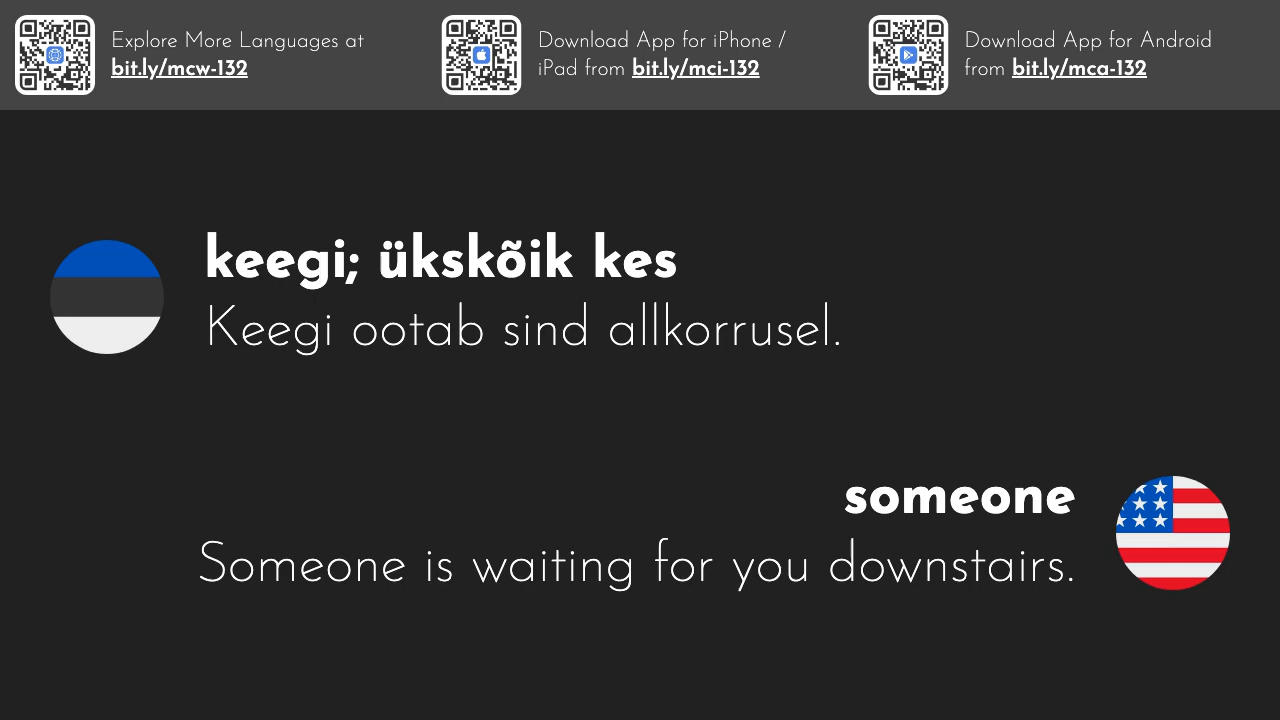 Explore More Languages at
bit.ly/mcw-132
Download App for iPhone /
iPad from bit.ly/mci-132
Download App for Android
from bit.ly/mca-132
keegi; ükskõik kes
Keegi ootab sind allkorrusel.
someone
Someone is waiting for you downstairs.